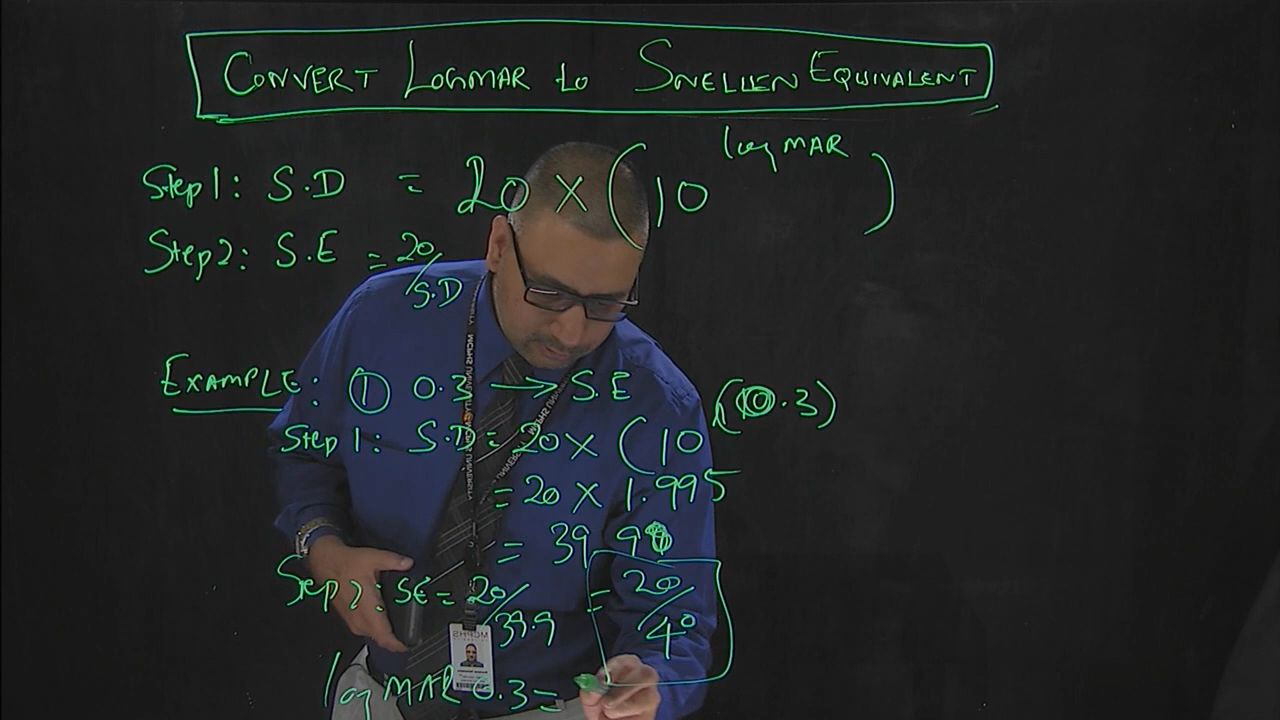 CONVERT LOGMAR to SNELLEN EQUIVALENT
Step 1: S.D = 20 × (10^logMAR)
Step 2: S.E = 20/S.D
EXAMPLE: ① 0.3 → S.E
Step 1: S.D = 20 × (10^(0.3)
= 20 × 1.995
= 39.9
Step 2: SE = 20/39.9 = 20/40
logMAR 0.3 =
MCPHS